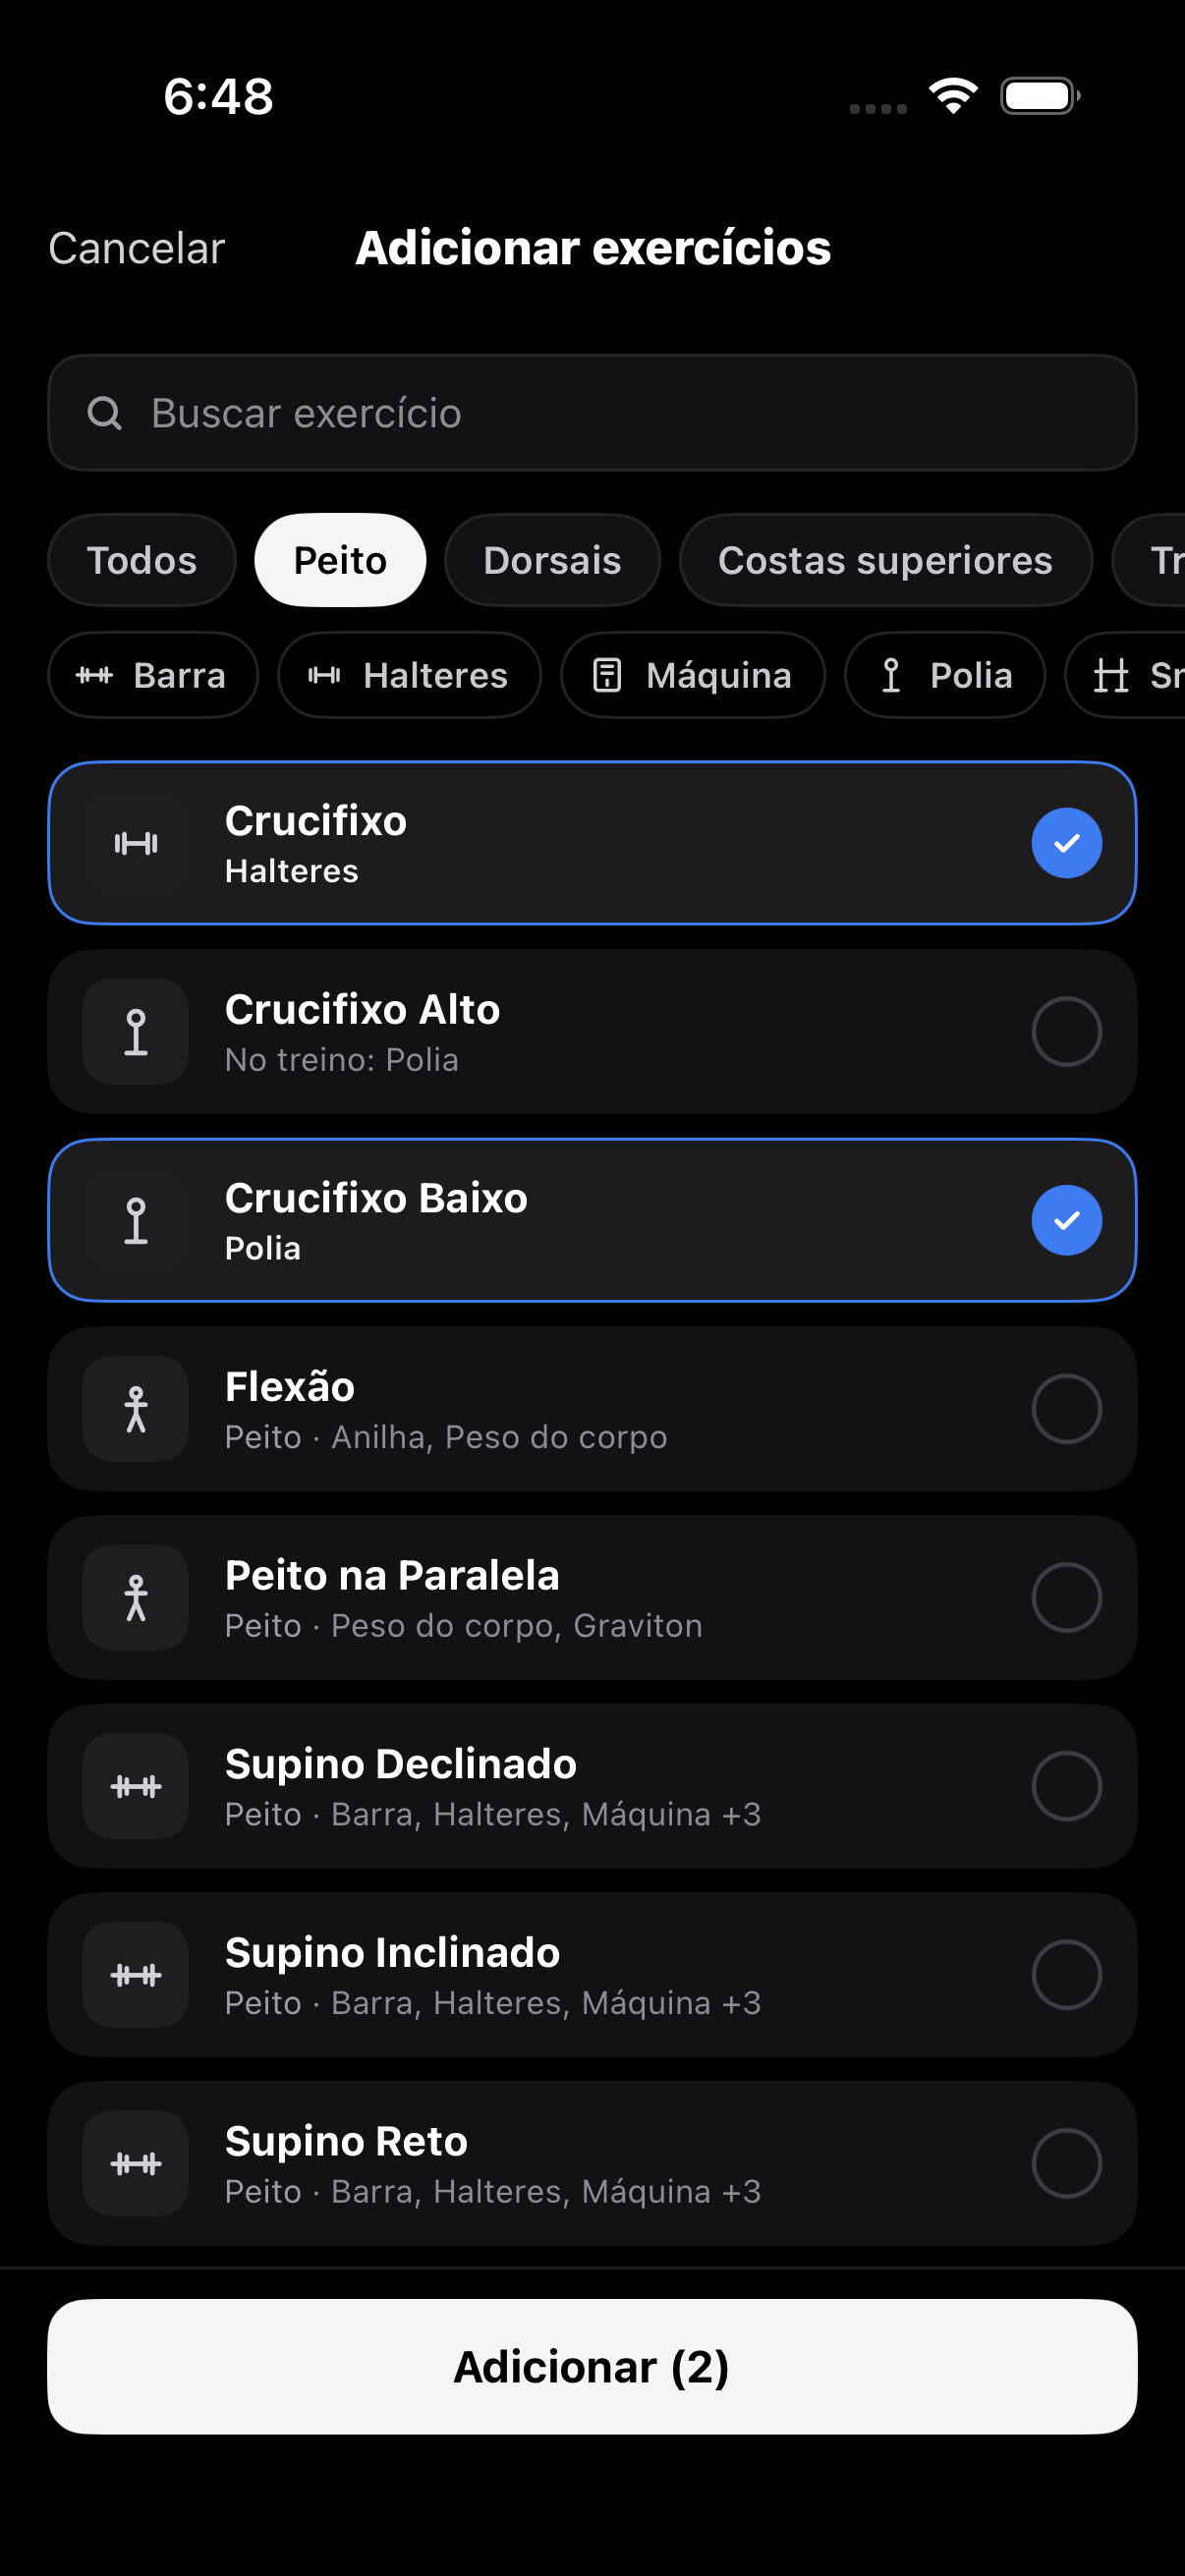 6:48
Cancelar
Adicionar exercícios
Buscar exercício
Todos
Peito
Dorsais
Costas superiores
Tr
Barra
Halteres
Máquina
Polia
Sm
Crucifixo
Halteres
Crucifixo Alto
No treino: Polia
Crucifixo Baixo
Polia
Flexão
Peito · Anilha, Peso do corpo
Peito na Paralela
Peito · Peso do corpo, Graviton
Supino Declinado
Peito · Barra, Halteres, Máquina +3
Supino Inclinado
Peito · Barra, Halteres, Máquina +3
Supino Reto
Peito · Barra, Halteres, Máquina +3
Adicionar (2)